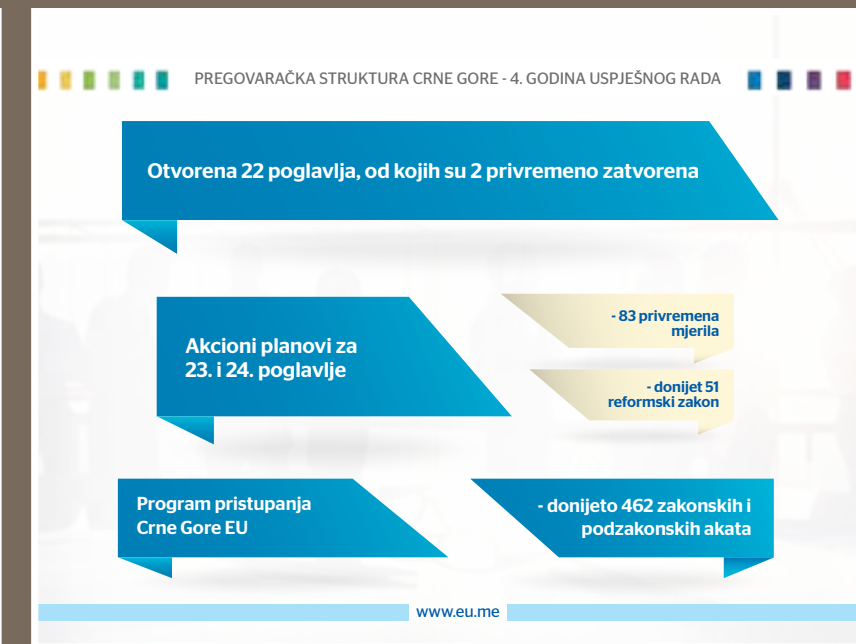 PREGOVARAČKA STRUKTURA CRNE GORE - 4. GODINA USPJEŠNOG RADA
Otvorena 22 poglavlja, od kojih su 2 privremeno zatvorena
Akcioni planovi za
23. i 24. poglavlje
- 83 privremena
mjerila
- donijet 51
reformski zakon
Program pristupanja
Crne Gore EU
- donijeto 462 zakonskih i
podzakonskih akata
www.eu.me